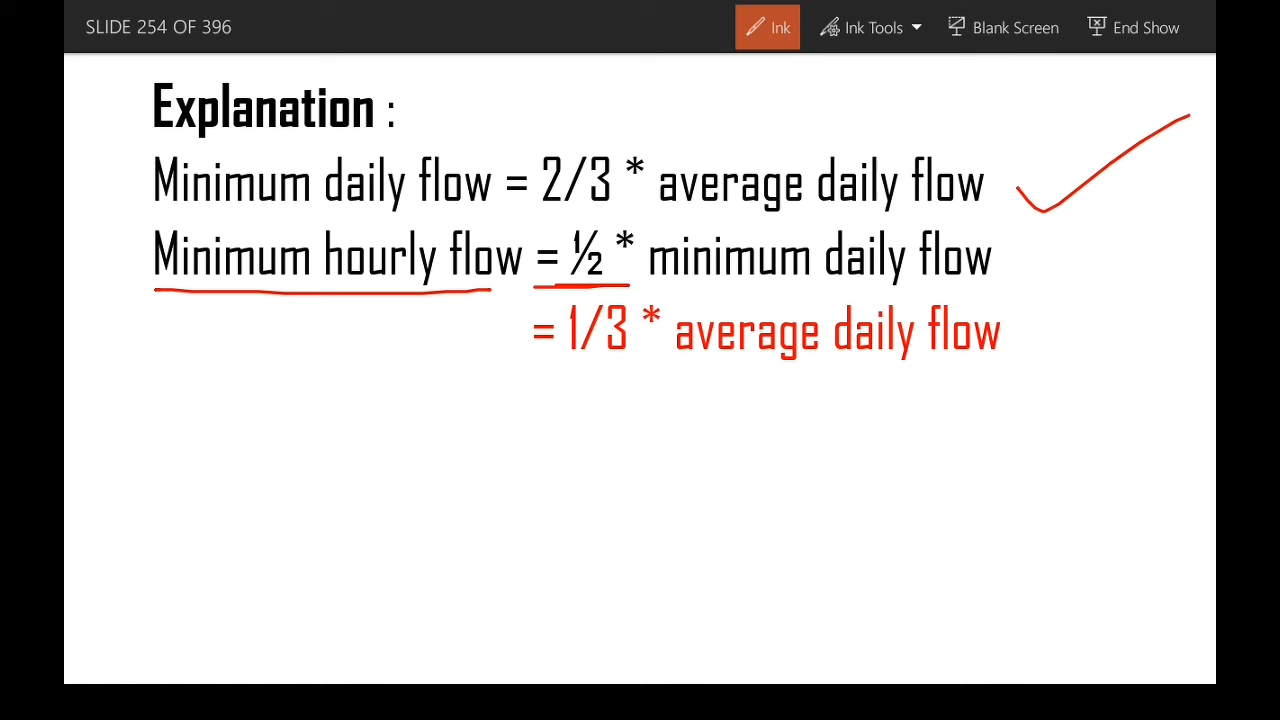 SLIDE 254 OF 396 Ink Ink Tools Blank Screen End Show
Explanation :
Minimum daily flow = 2/3 * average daily flow
Minimum hourly flow = ½ * minimum daily flow
= 1/3 * average daily flow